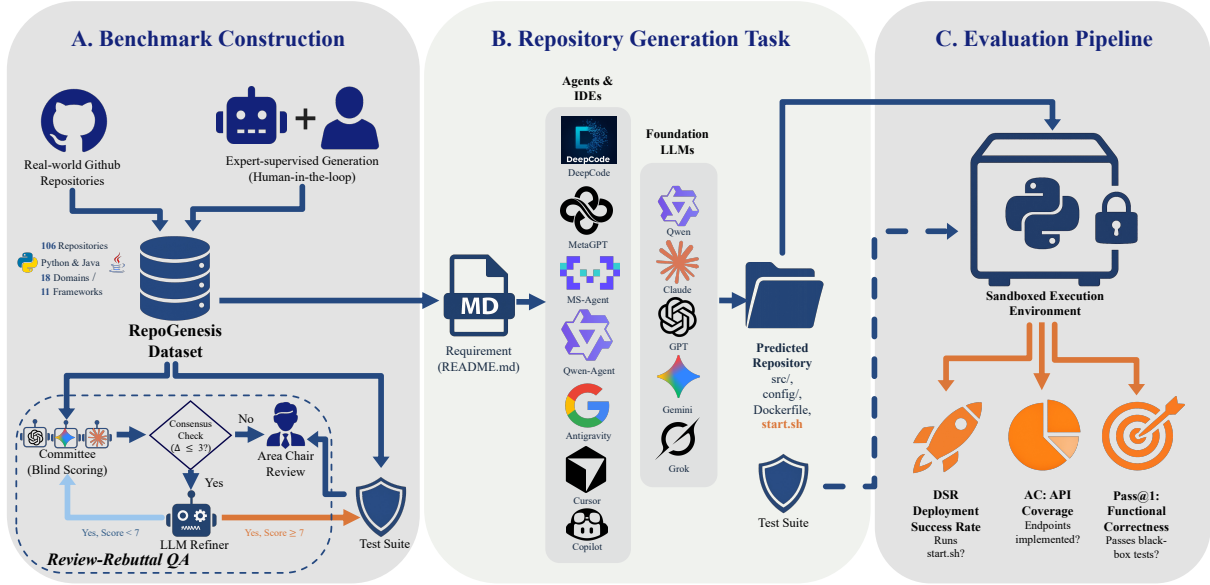 A. Benchmark Construction
Real-world Github
Repositories
+
Expert-supervised Generation
(Human-in-the-loop)
106 Repositories
Python & Java
18 Domains /
11 Frameworks
RepoGenesis
Dataset
Committee
(Blind Scoring)
Consensus
Check
(Δ ≤ 3?)
No
Area Chair
Review
Yes
LLM Refiner
Yes, Score < 7
Yes, Score ≥ 7
Test Suite
Review-Rebuttal QA
B. Repository Generation Task
MD
Requirement
(README.md)
Agents &
IDEs
DeepCode
DeepCode
MetaGPT
MS-Agent
Qwen-Agent
Antigravity
Cursor
Copilot
Foundation
LLMs
Qwen
Claude
GPT
Gemini
Grok
Predicted
Repository
src/,
config/,
Dockerfile,
start.sh
Test Suite
C. Evaluation Pipeline
Sandboxed Execution
Environment
DSR
Deployment
Success Rate
Runs
start.sh?
AC: API
Coverage
Endpoints
implemented?
Pass@1:
Functional
Correctness
Passes black-
box tests?